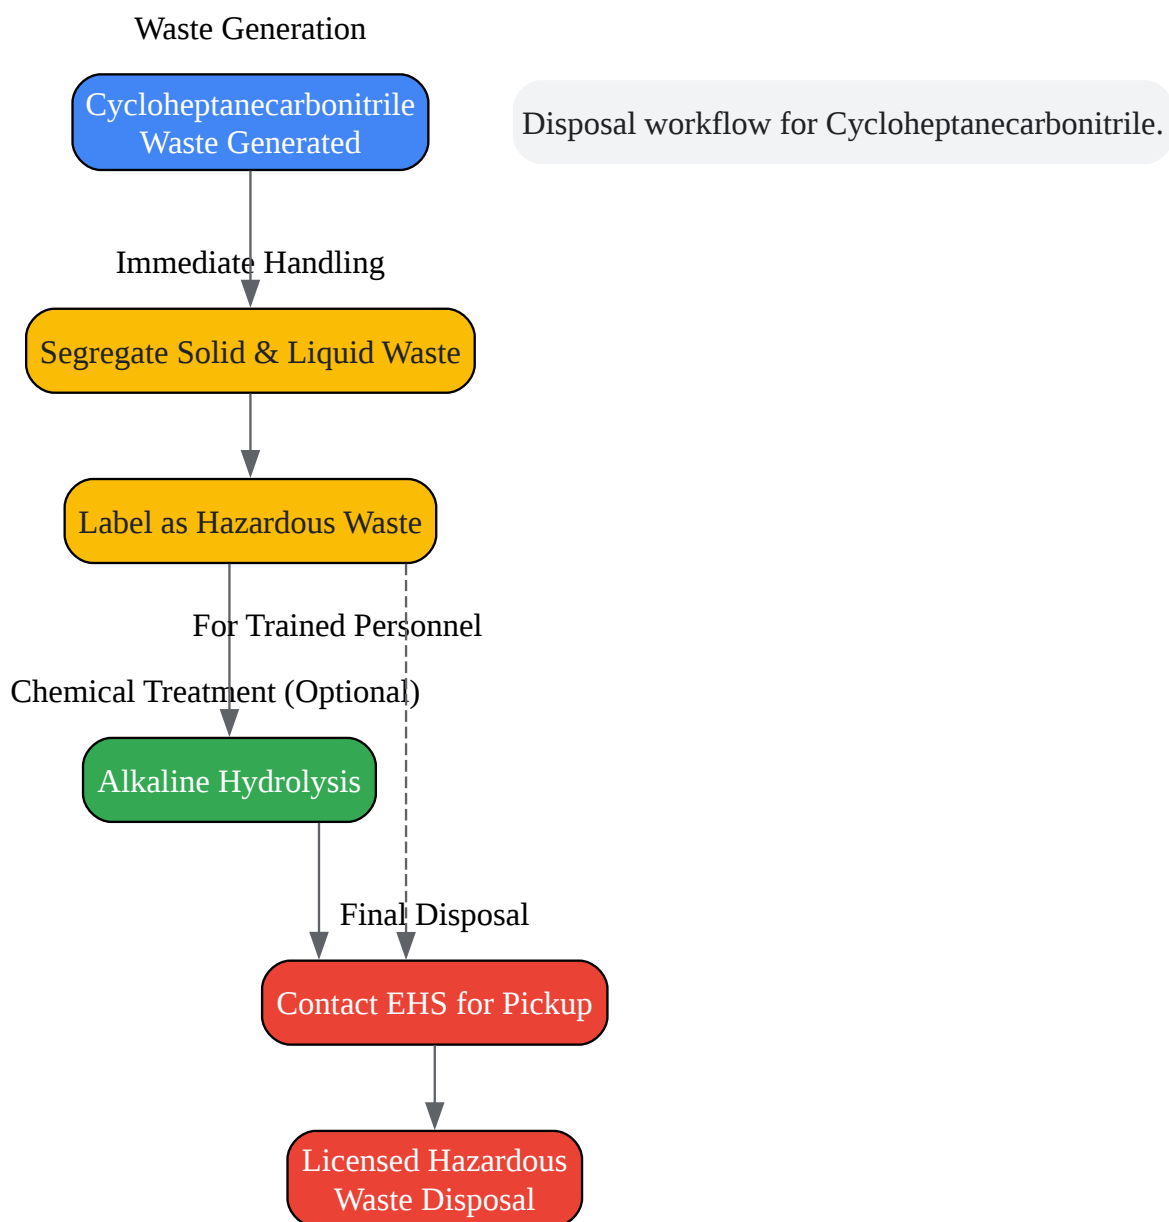 Waste Generation
Cycloheptanecarbonitrile
Waste Generated
Disposal workflow for Cycloheptanecarbonitrile.
Immediate Handling
Segregate Solid & Liquid Waste
Label as Hazardous Waste
For Trained Personnel
Chemical Treatment (Optional)
Alkaline Hydrolysis
Final Disposal
Contact EHS for Pickup
Licensed Hazardous
Waste Disposal